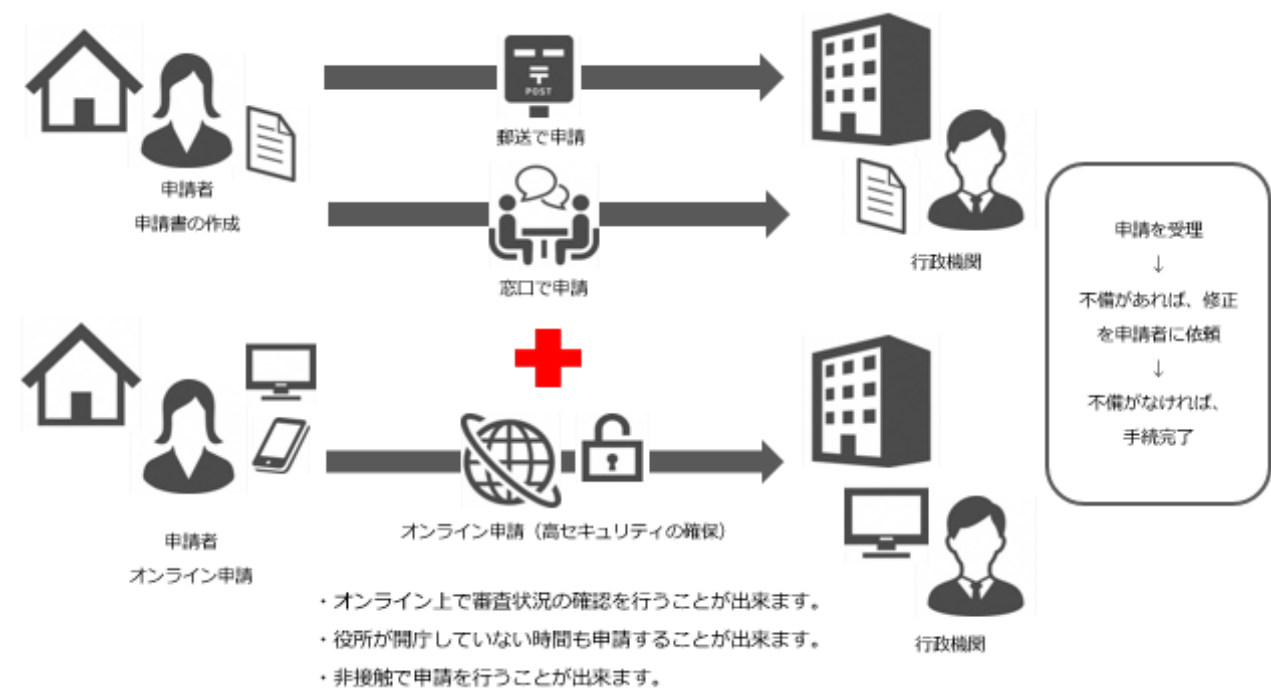 〒
POST
郵送で申請
申請者
申請書の作成
窓口で申請
行政機関
申請を受理
↓
不備があれば、修正
を申請者に依頼
↓
不備がなければ、
手続完了
申請者
オンライン申請
オンライン申請（高セキュリティの確保）
行政機関
・オンライン上で審査状況の確認を行うことが出来ます。
・役所が開庁していない時間も申請することが出来ます。
・非接触で申請を行うことが出来ます。